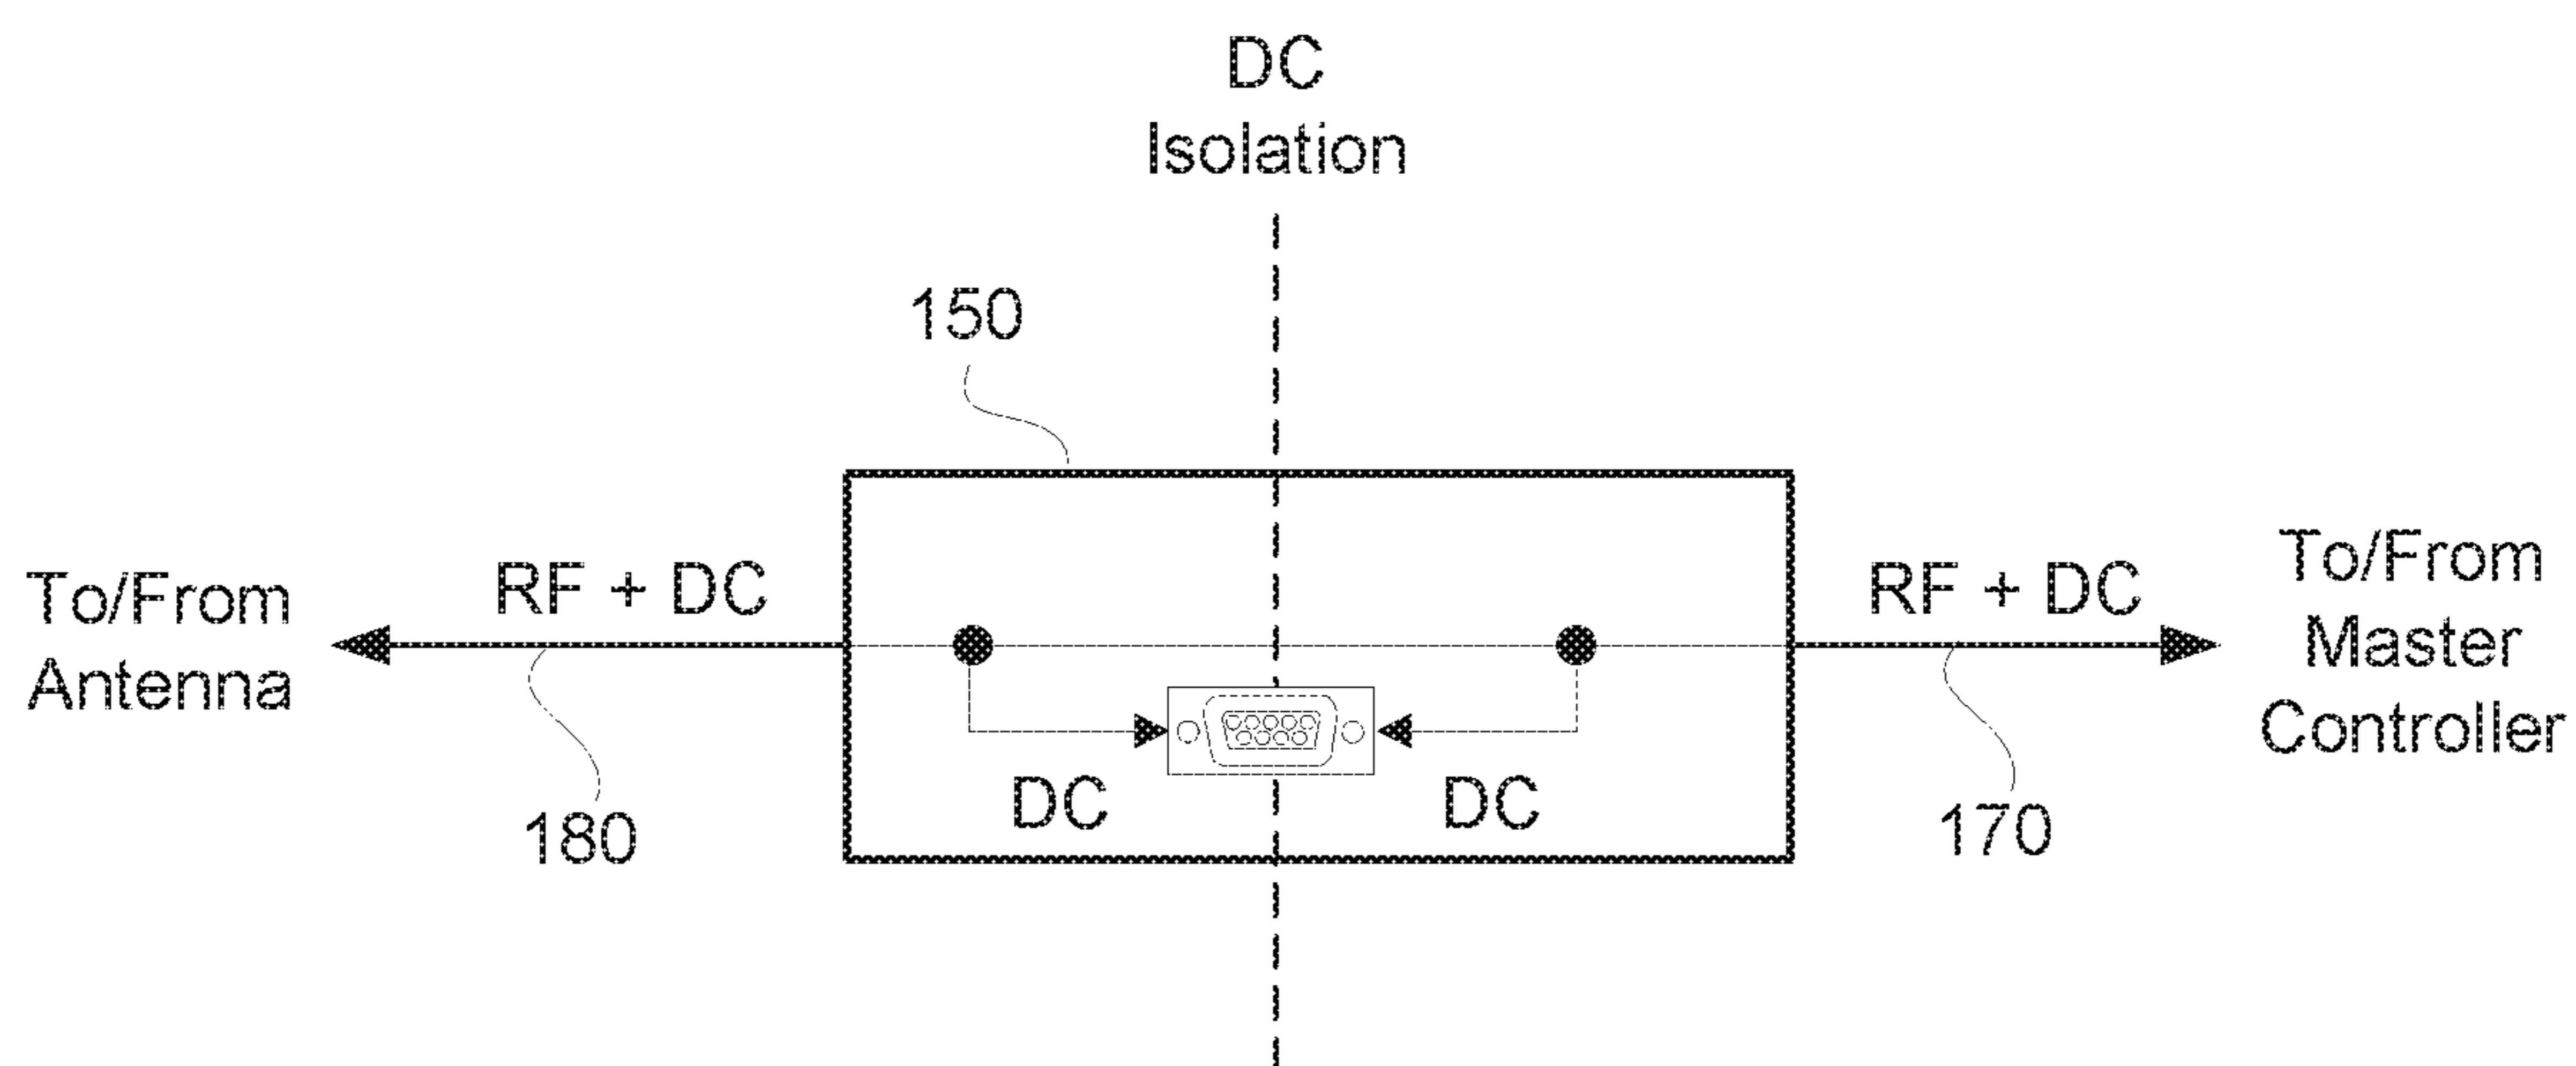 DC
Isolation
150
To/From
Antenna
RF + DC
RF + DC
To/From
Master
Controller
DC
DC
180
170